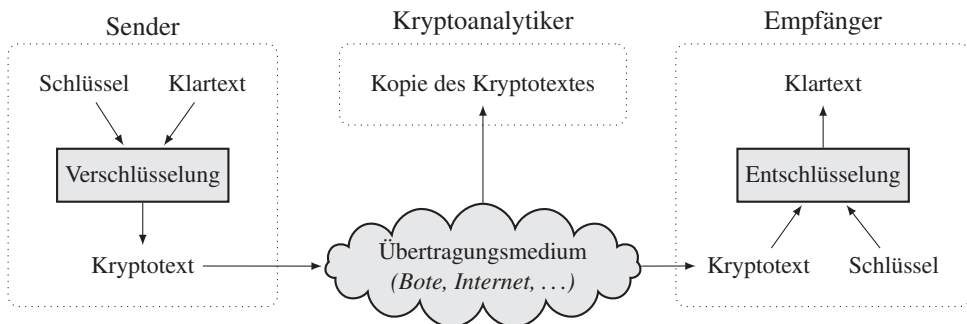 Sender
Kryptoanalytiker
Empfänger
Schlüssel
Klartext
Verschlüsselung
Kryptotext
Kopie des Kryptotextes
Übertragungsmedium
(Bote, Internet, . . .)
Klartext
Entschlüsselung
Kryptotext
Schlüssel